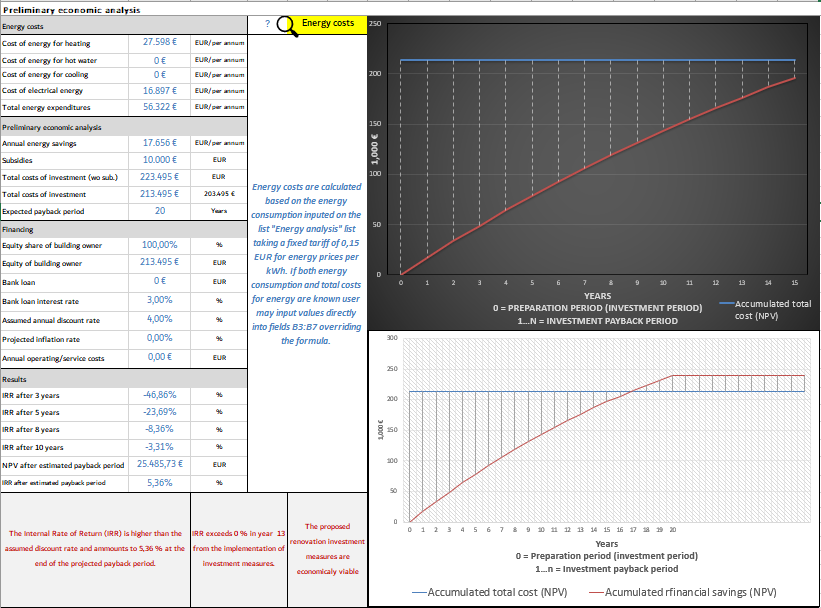 Preliminary economic analysis
Energy costs
Cost of energy for heating 27.598 € EUR/per annum
Cost of energy for hot water 0 € EUR/per annum
Cost of energy for cooling 0 € EUR/per annum
Cost of electrical energy 16.897 € EUR/per annum
Total energy expenditures 56.322 € EUR/per annum
Preliminary economic analysis
Annual energy savings 17.656 € EUR/per annum
Subsidies 10.000 € EUR
Total costs of investment (wo sub.) 223.495 € EUR
Total costs of investment 213.495 € 203.495 €
Expected payback period 20 Years
Financing
Equity share of building owner 100,00% %
Equity of building owner 213.495 € EUR
Bank loan 0 € EUR
Bank loan interest rate 3,00% %
Assumed annual discount rate 4,00% %
Projected inflation rate 0,00% %
Annual operating/service costs 0,00 € EUR
Results
IRR after 3 years -46,86% %
IRR after 5 years -23,69% %
IRR after 8 years -8,36% %
IRR after 10 years -3,31% %
NPV after estimated payback period 25.485,73 € EUR
IRR after estimated payback period 5,36% %
The Internal Rate of Return (IRR) is higher than the
assumed discount rate and ammounts to 5,36 % at the
end of the projected payback period.
IRR exceeds 0 % in year 13
from the implementation of
investment measures.
The proposed
renovation investment
measures are
economicaly viable
? Energy costs
Energy costs are calculated
based on the energy
consumption inputed on the
list "Energy analysis" list
taking a fixed tariff of 0,15
EUR for energy prices per
kWh. If both energy
consumption and total costs
for energy are known user
may input values directly
into fields B3:B7 overriding
the formula.
250
200
150
100
50
0
1,000 €
0 1 2 3 4 5 6 7 8 9 10 11 12 13 14 15
YEARS
0 = PREPARATION PERIOD (INVESTMENT PERIOD)
1...N = INVESTMENT PAYBACK PERIOD
Accumulated total
cost (NPV)
300
250
200
150
100
50
0
1,000 €
0 1 2 3 4 5 6 7 8 9 10 11 12 13 14 15 16 17 18 19 20
Years
0 = Preparation period (investment period)
1...n = Investment payback period
Accumulated total cost (NPV)
Acumulated rfinancial savings (NPV)